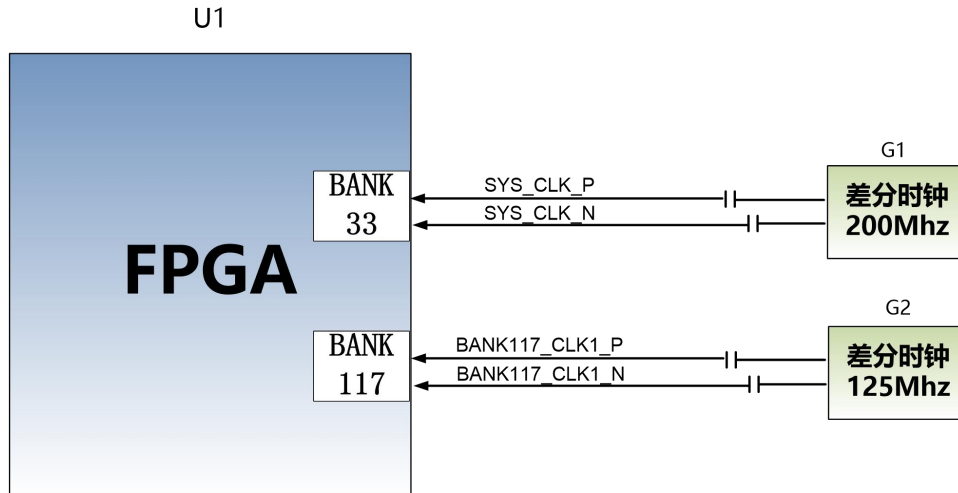 U1
FPGA
BANK
33
SYS_CLK_P
SYS_CLK_N
G1
差分时钟
200Mhz
BANK
117
BANK117_CLK1_P
BANK117_CLK1_N
G2
差分时钟
125Mhz